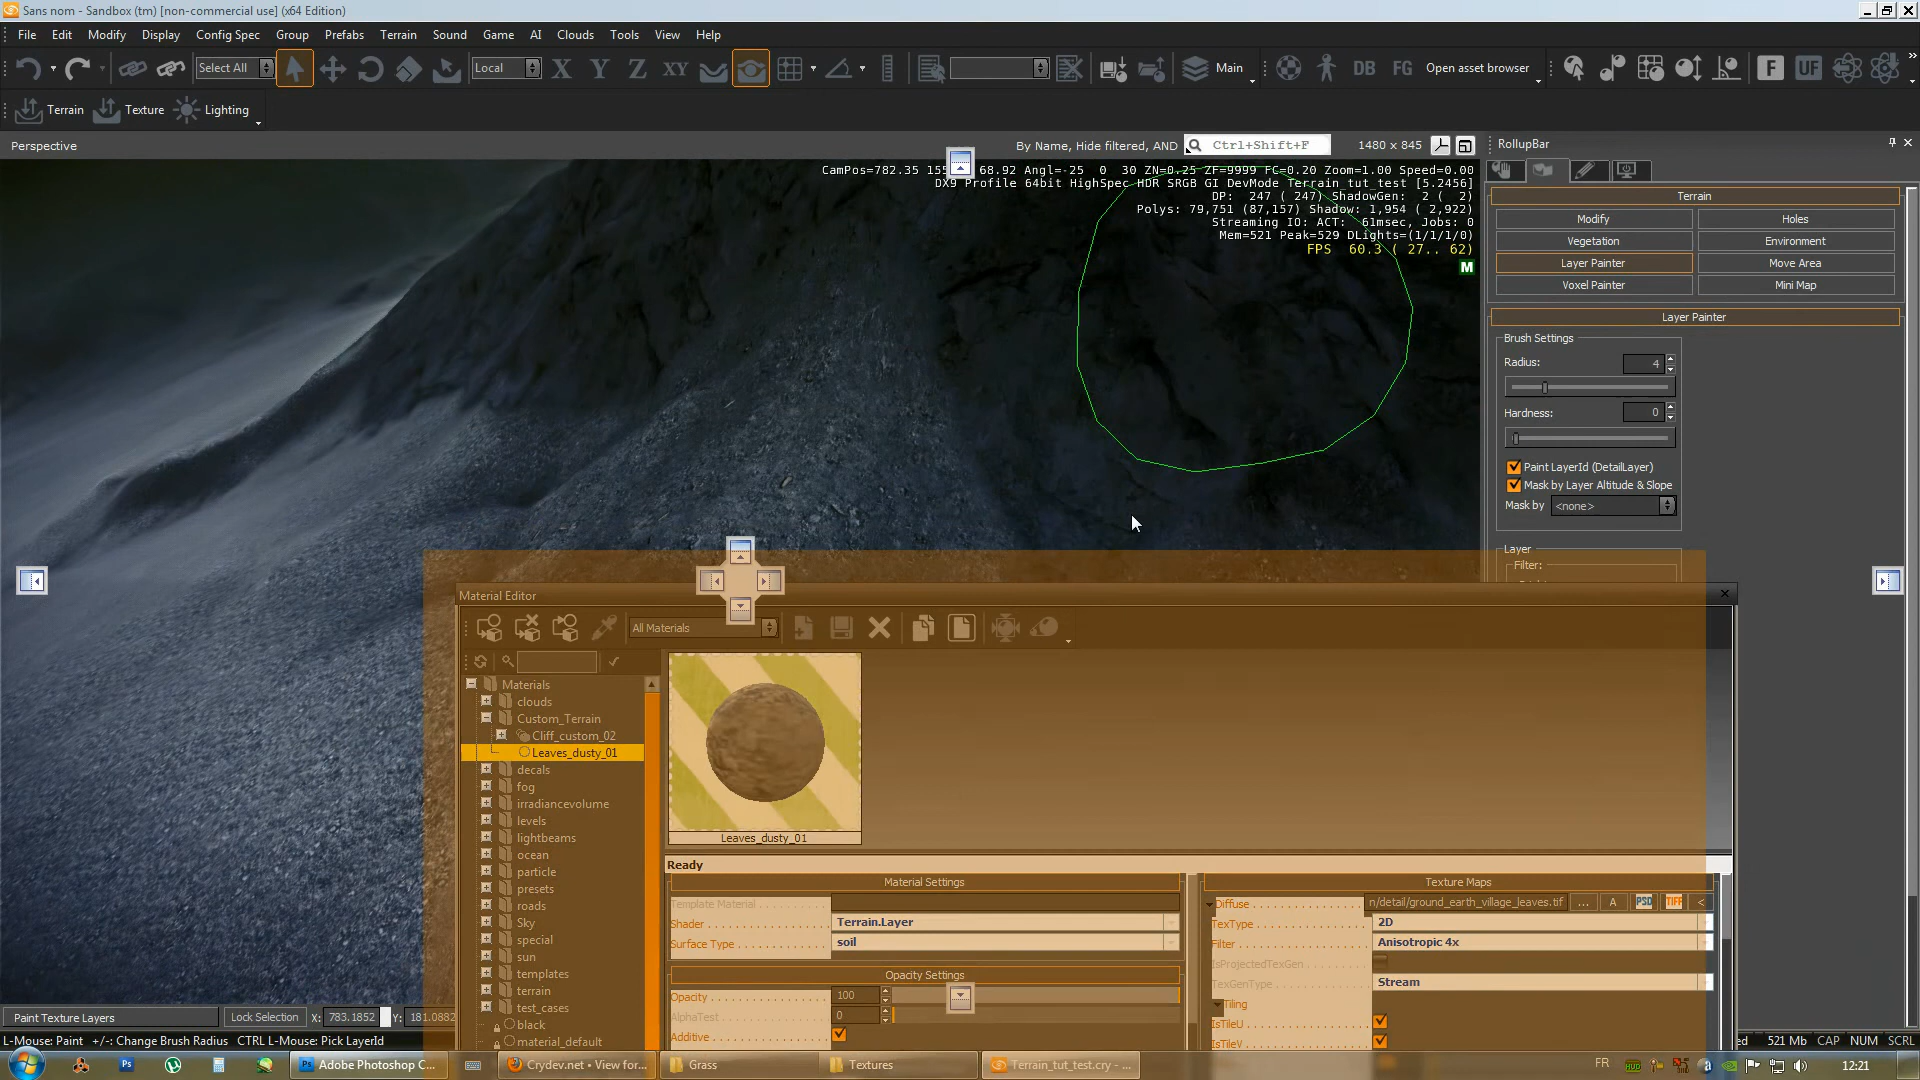 Sans nom - Sandbox (tm) [non-commercial use] (x64 Edition)
File Edit Modify Display Config Spec Group Prefabs Terrain Sound Game AI Clouds Tools View Help
Select All Local X Y Z XY Main DB FG Open asset browser F UF
Terrain Texture Lighting
Perspective By Name, Hide filtered, AND Ctrl+Shift+F 1480 x 845 RollupBar
68.92 Angl=-25 0 30 ZN=0.25 ZF=9999 FC=0.20 Zoom=1.00 Speed=0.00
CamPos=782.35
DX9 Profile 64bit HighSpec HDR SRGB GI DevMode Terrain_tut_test [5.2456]
DP: 247 ( 247) ShadowGen: 2 ( 2)
Polys: 79,751 (87,157) Shadow: 1,954 ( 2,922)
Streaming IO: ACT: 61msec, Jobs: 0
Mem=521 Peak=529 DLights=(1/1/1/0)
FPS 60.3 ( 27.. 62)
M
Terrain
Modify Holes
Vegetation Environment
Layer Painter Move Area
Voxel Painter Mini Map
Layer Painter
Brush Settings
Radius: 4
Hardness: 0
Paint LayerId (DetailLayer)
Mask by Layer Altitude & Slope
Mask by <none>
Layer
Filter:
Material Editor
All Materials
Materials
clouds
Custom_Terrain
Cliff_custom_02
Leaves_dusty_01
decals
fog
irradiancevolume
levels
lightbeams
ocean
particle
presets
roads
Sky
special
sun
templates
terrain
test_cases
black
material_default
Leaves_dusty_01
Ready
Material Settings
Template Material
Shader Terrain.Layer
Surface Type soil
Opacity Settings
Opacity 100
AlphaTest 0
Additive
Texture Maps
Diffuse n/detail/ground_earth_village_leaves.tif ... A PSD TIFF <
TexType 2D
Filter Anisotropic 4x
IsProjectedTexGen
TexGenType Stream
Tiling
IsTileU
IsTileV
Paint Texture Layers Lock Selection X: 783.1852 Y: 181.0882
L-Mouse: Paint +/-: Change Brush Radius CTRL L-Mouse: Pick LayerId
521 Mb CAP NUM SCRL
Adobe Photoshop C... Crydev.net • View for... Grass Textures Terrain_tut_test.cry - ... FR 12:21